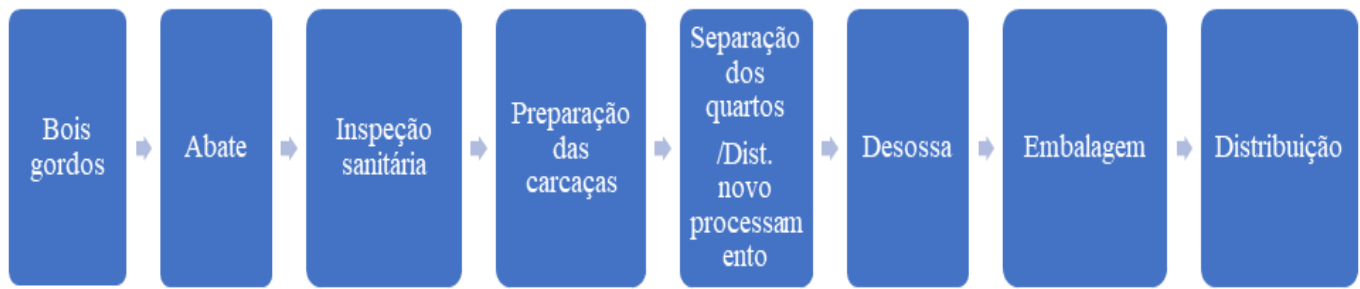 Bois
gordos
Abate
Inspeção
sanitária
Preparação
das
carcaças
Separação
dos
quartos
/Dist.
novo
processam
ento
Desossa
Embalagem
Distribuição